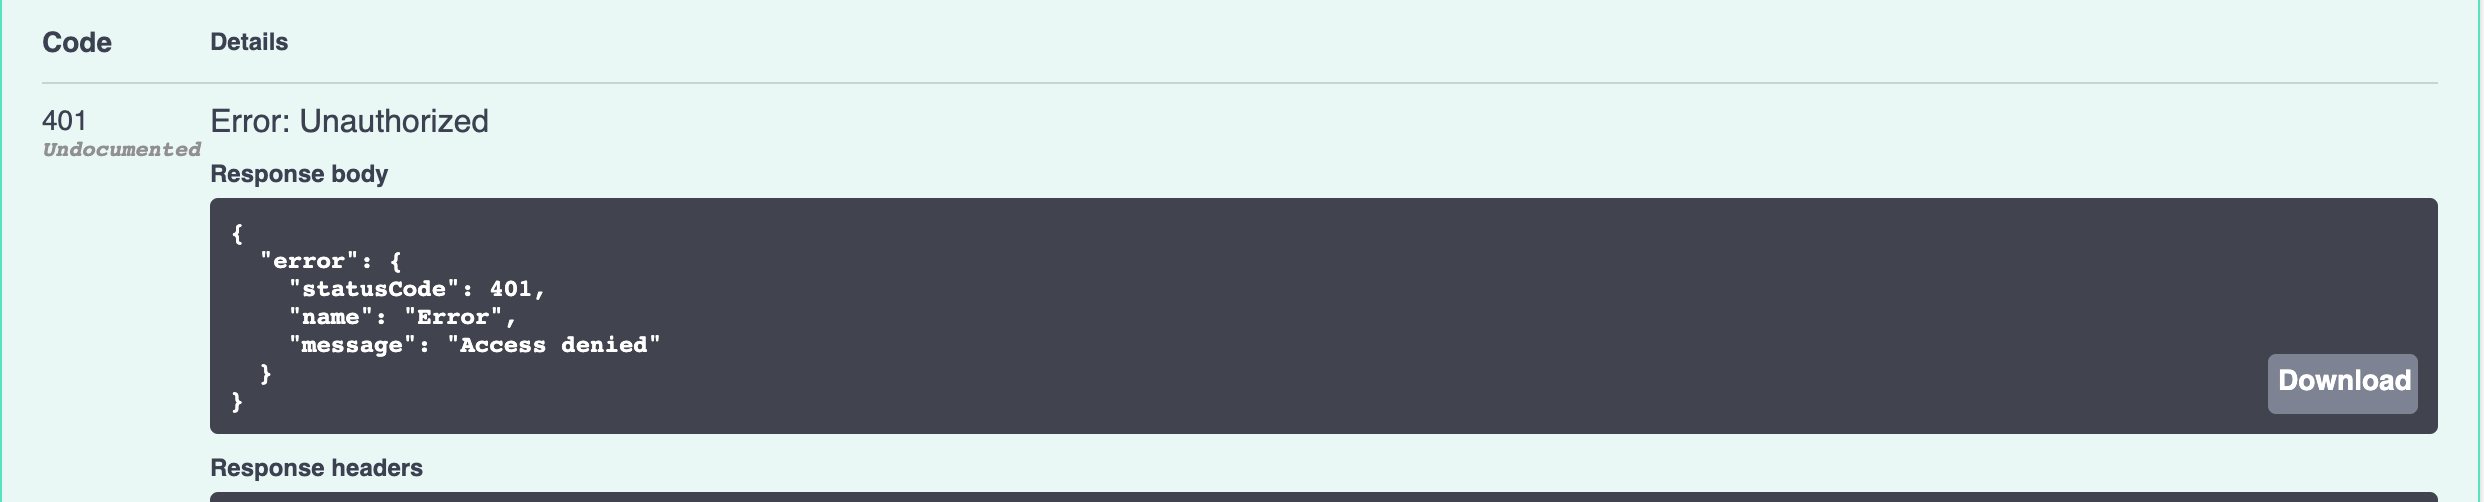 Code Details
401 Error: Unauthorized
Undocumented
Response body
{
  "error": {
    "statusCode": 401,
    "name": "Error",
    "message": "Access denied"
  }
}
Download
Response headers